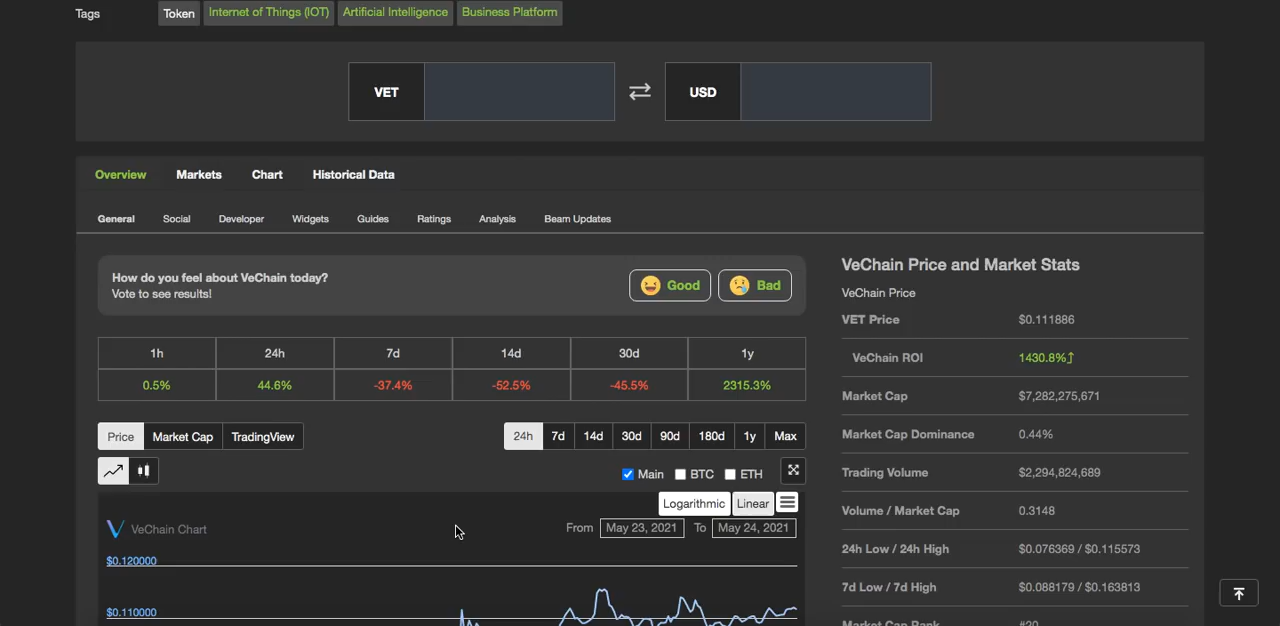 Tags Token Internet of Things (IOT) Artificial Intelligence Business Platform
VET USD
Overview Markets Chart Historical Data
General Social Developer Widgets Guides Ratings Analysis Beam Updates
How do you feel about VeChain today?
Vote to see results!
Good Bad
1h 24h 7d 14d 30d 1y
0.5% 44.6% -37.4% -52.5% -45.5% 2315.3%
Price Market Cap TradingView
24h 7d 14d 30d 90d 180d 1y Max
Main BTC ETH
Logarithmic Linear
VeChain Chart
From May 23, 2021 To May 24, 2021
$0.120000
$0.110000
VeChain Price and Market Stats
VeChain Price
VET Price $0.111886
VeChain ROI 1430.8%
Market Cap $7,282,275,671
Market Cap Dominance 0.44%
Trading Volume $2,294,824,689
Volume / Market Cap 0.3148
24h Low / 24h High $0.076369 / $0.115573
7d Low / 7d High $0.088179 / $0.163813
Market Cap Rank #20